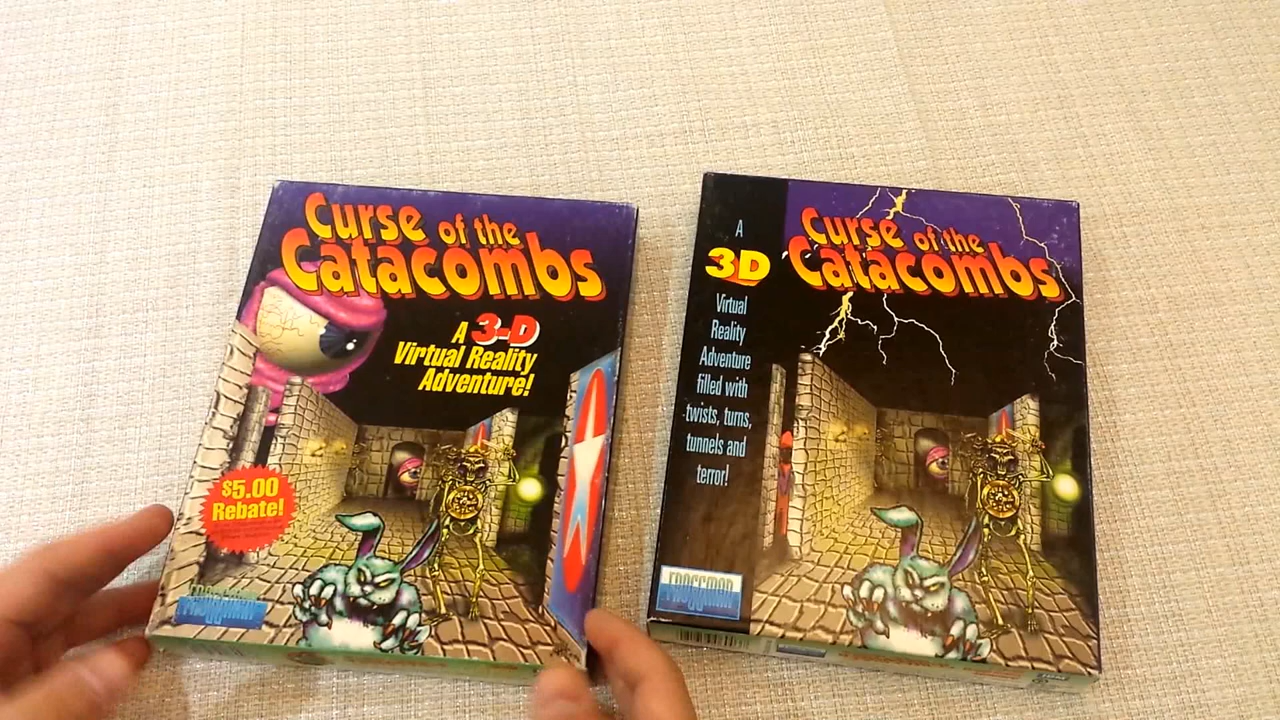 Curse of the
Catacombs
A 3-D
Virtual Reality
Adventure!
$5.00
Rebate!
FROGGMAN
A
3D
Virtual
Reality
Adventure
filled with
twists, turns,
tunnels and
terror!
Curse of the
Catacombs
FROGGMAN